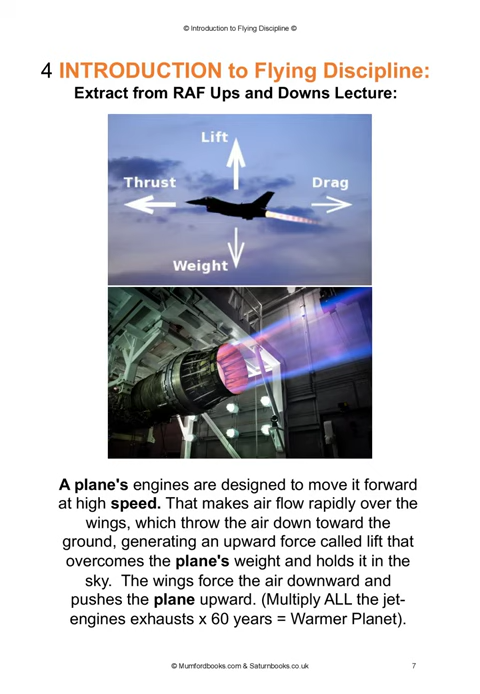 © Introduction to Flying Discipline ©
4 INTRODUCTION to Flying Discipline:
Extract from RAF Ups and Downs Lecture:
Lift
Thrust
Drag
Weight
A plane's engines are designed to move it forward
at high speed. That makes air flow rapidly over the
wings, which throw the air down toward the
ground, generating an upward force called lift that
overcomes the plane's weight and holds it in the
sky. The wings force the air downward and
pushes the plane upward. (Multiply ALL the jet-
engines exhausts x 60 years = Warmer Planet).
© Mumfordbooks.com & Saturnbooks.co.uk
7